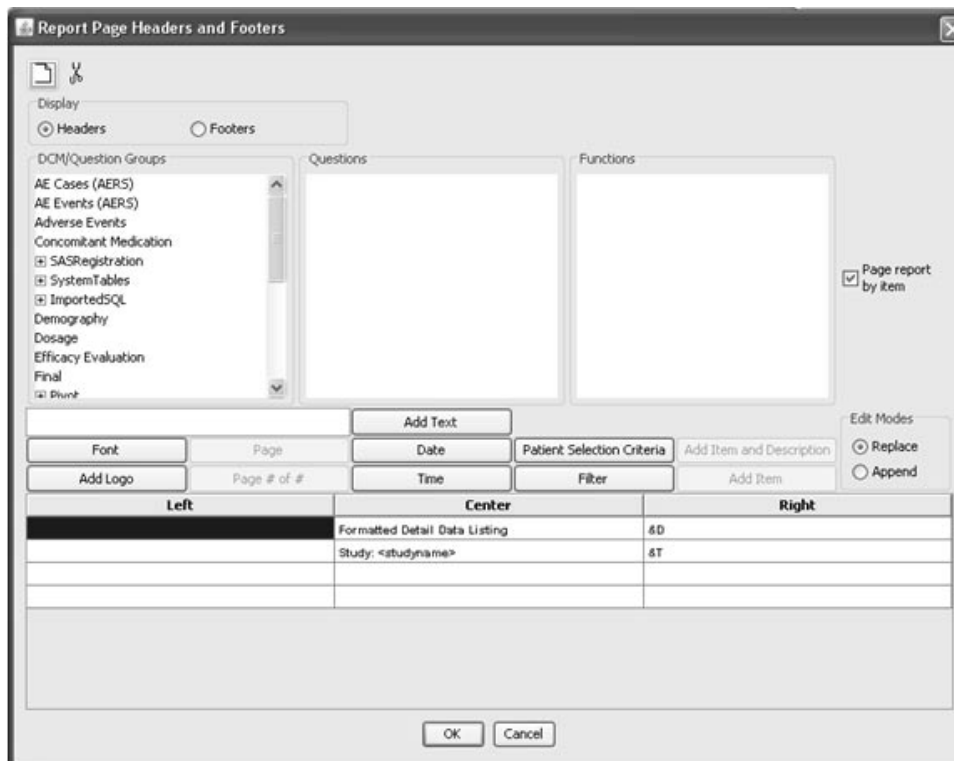 Report Page Headers and Footers
Display
Headers
Footers
DCM/Question Groups
Questions
Functions
AE Cases (AERS)
AE Events (AERS)
Adverse Events
Concomitant Medication
SASRegistration
SystemTables
ImportedSQL
Demography
Dosage
Efficacy Evaluation
Final
Pivot
Page report
by item
Add Text
Edit Modes
Font
Page
Date
Patient Selection Criteria
Add Item and Description
Replace
Add Logo
Page # of #
Time
Filter
Add Item
Append
Left
Center
Right
Formatted Detail Data Listing
&D
Study: <studyname>
&T
OK
Cancel